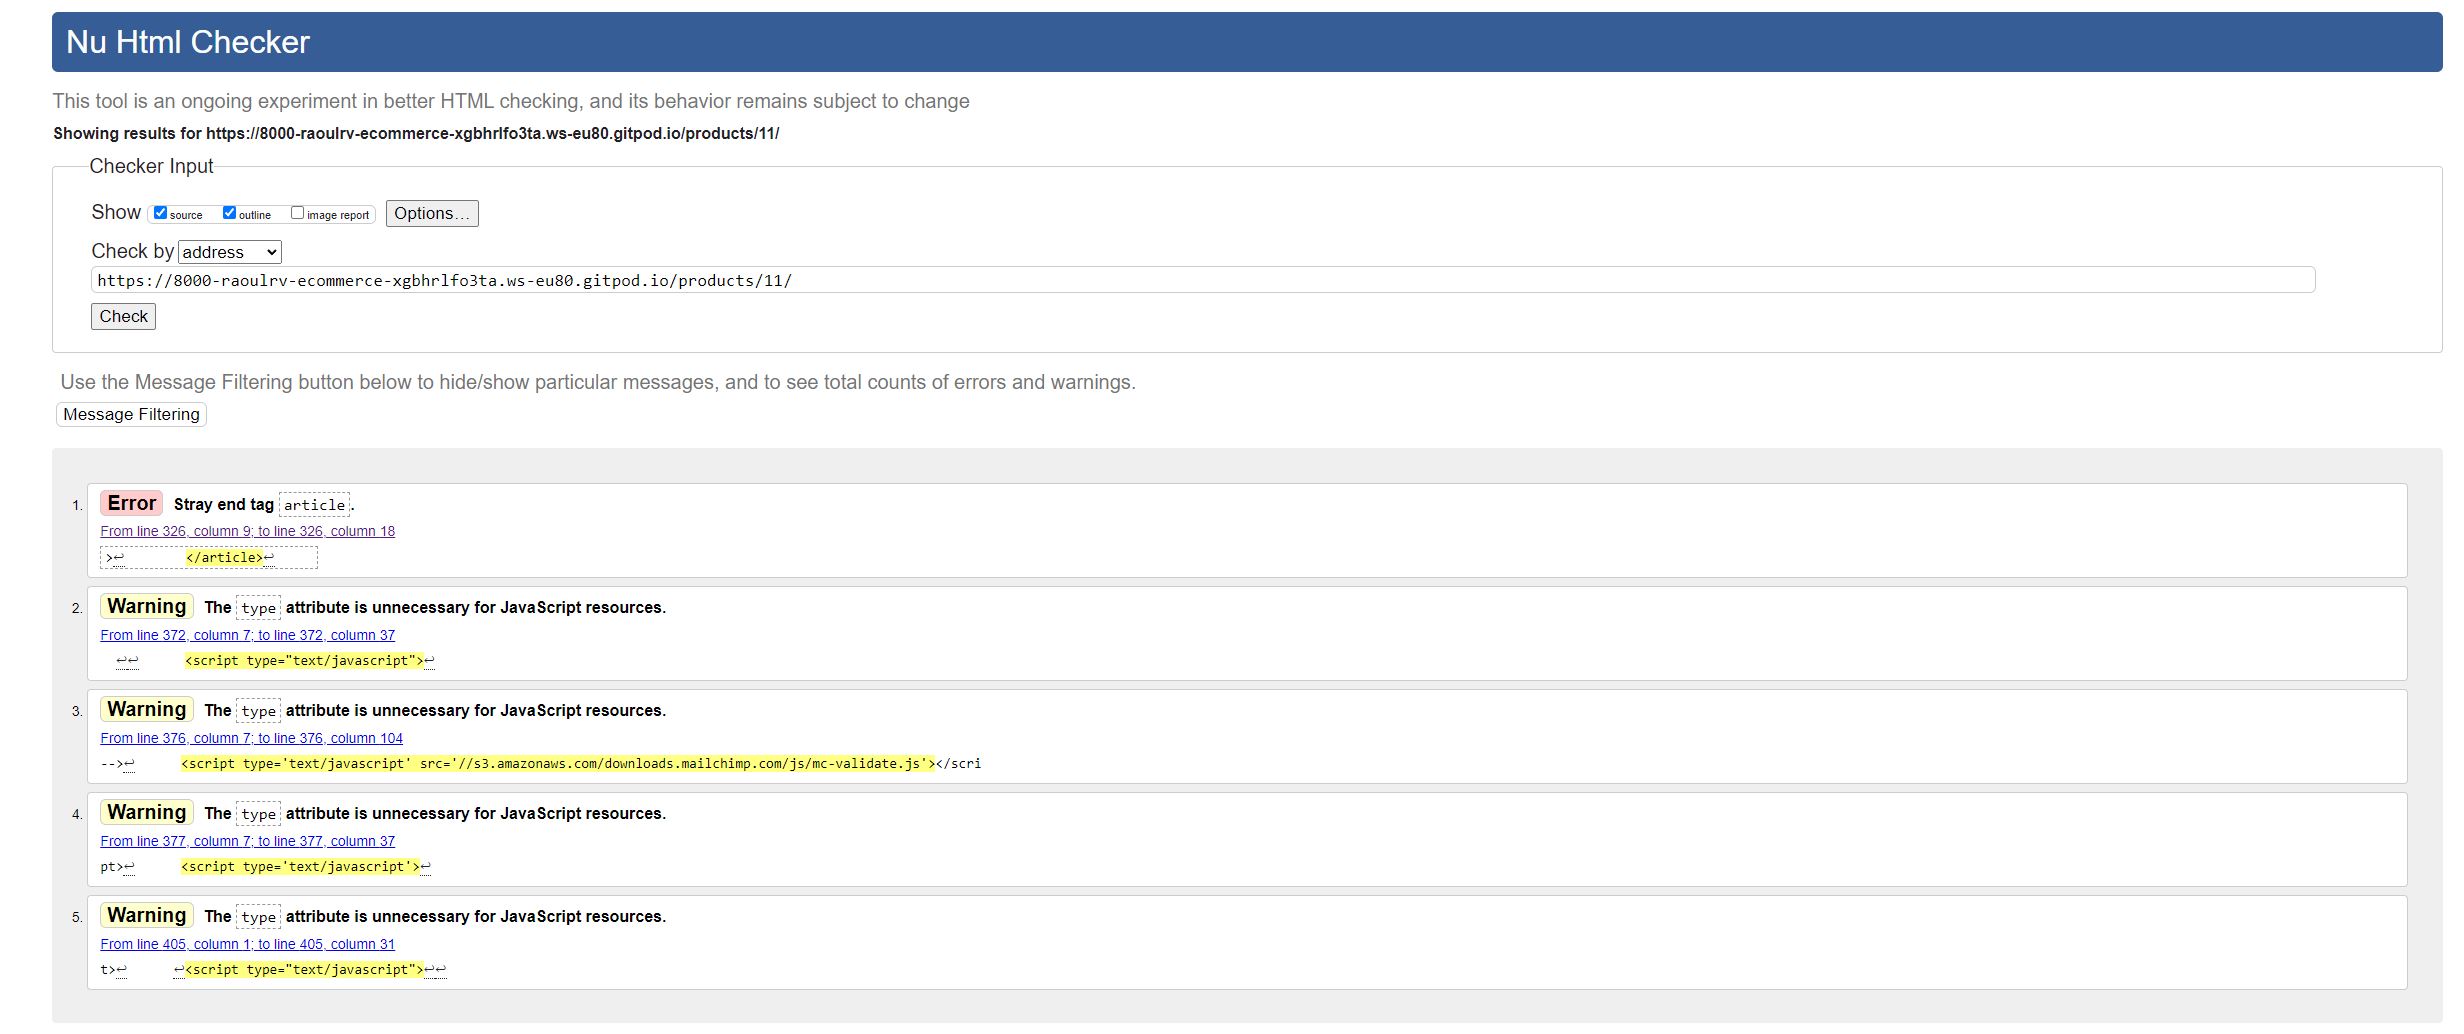 Nu Html Checker
This tool is an ongoing experiment in better HTML checking, and its behavior remains subject to change
Showing results for https://8000-raoulrv-ecommerce-xgbhrlfo3ta.ws-eu80.gitpod.io/products/11/
Checker Input
Show source outline image report Options...
Check by address
https://8000-raoulrv-ecommerce-xgbhrlfo3ta.ws-eu80.gitpod.io/products/11/
Check
Use the Message Filtering button below to hide/show particular messages, and to see total counts of errors and warnings.
Message Filtering
1. Error Stray end tag article.
From line 326, column 9; to line 326, column 18
>↩ </article>↩
2. Warning The type attribute is unnecessary for JavaScript resources.
From line 372, column 7; to line 372, column 37
↩↩ <script type="text/javascript">↩
3. Warning The type attribute is unnecessary for JavaScript resources.
From line 376, column 7; to line 376, column 104
-->↩ <script type='text/javascript' src='//s3.amazonaws.com/downloads.mailchimp.com/js/mc-validate.js'></scri
4. Warning The type attribute is unnecessary for JavaScript resources.
From line 377, column 7; to line 377, column 37
pt>↩ <script type='text/javascript'>↩
5. Warning The type attribute is unnecessary for JavaScript resources.
From line 405, column 1; to line 405, column 31
t>↩ ↩<script type="text/javascript">↩↩